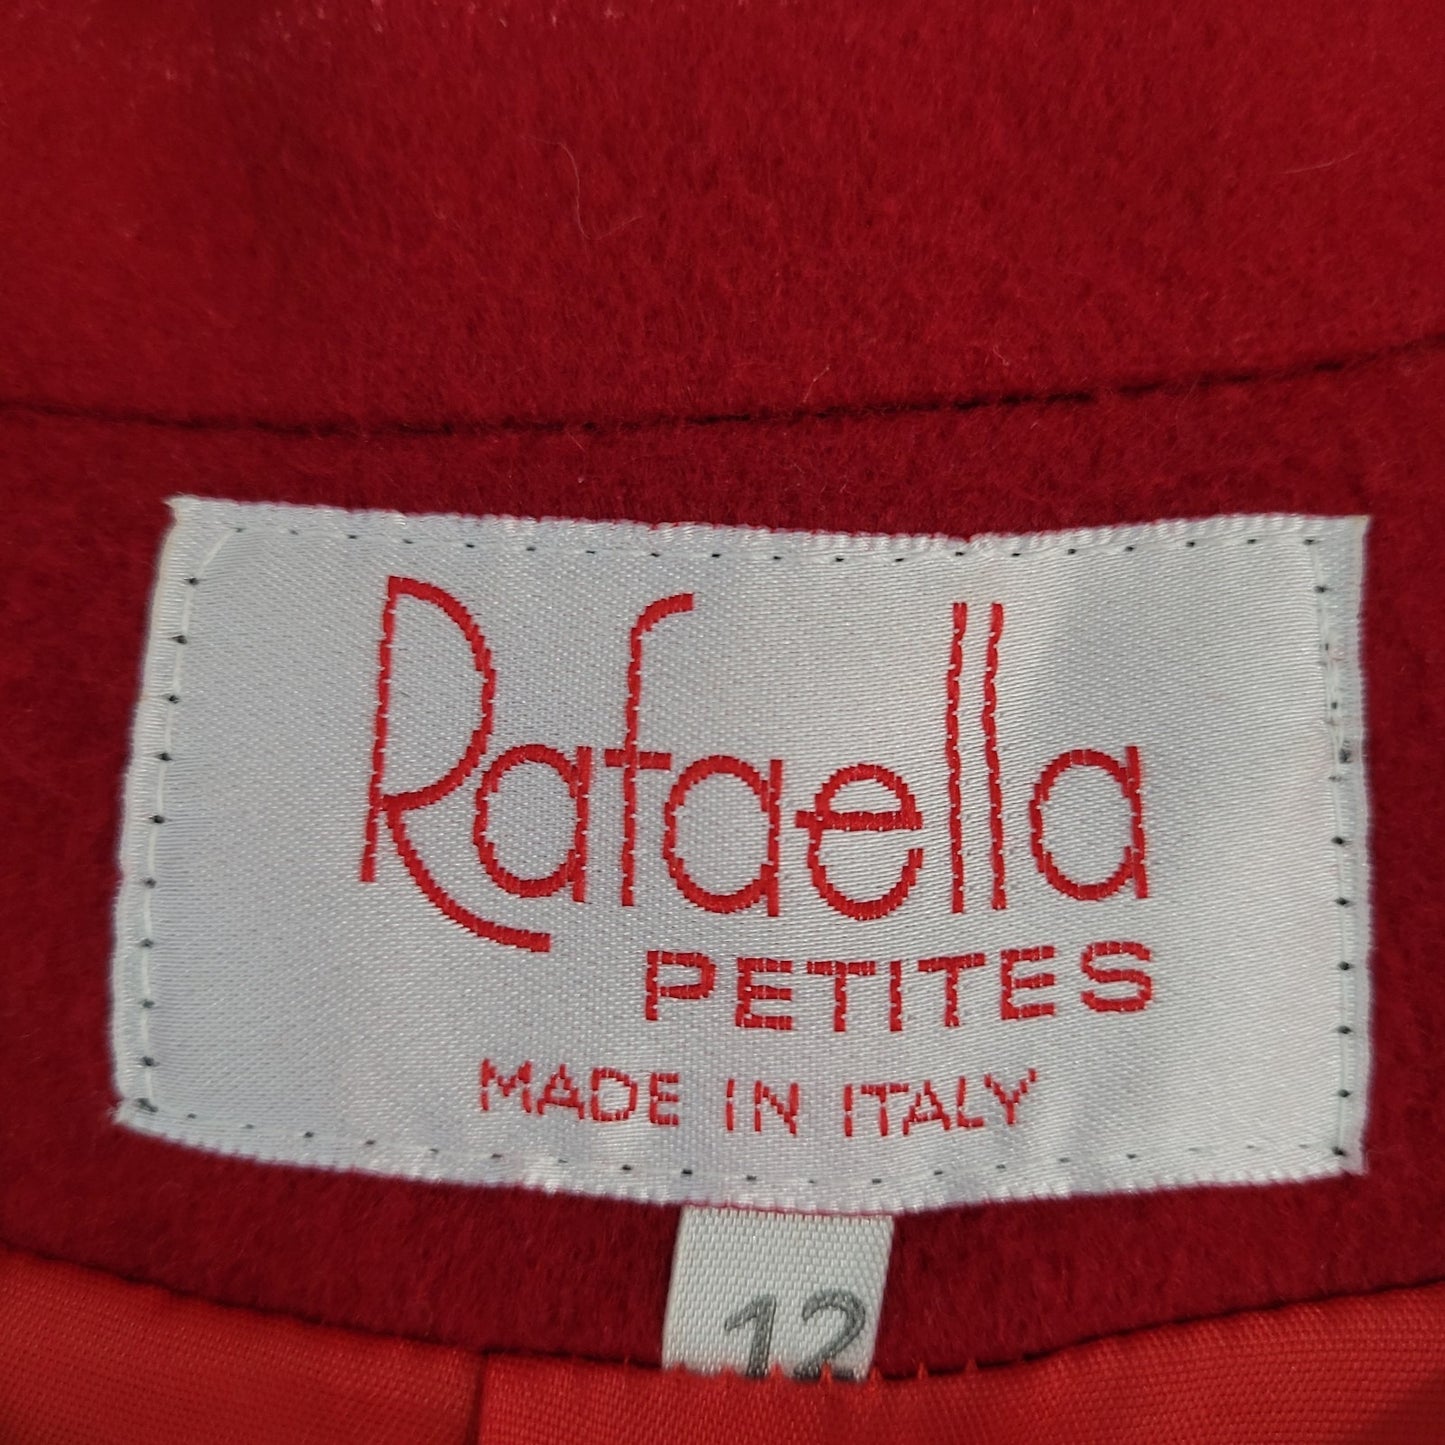 Rafaella
PETITES
MADE IN ITALY
12